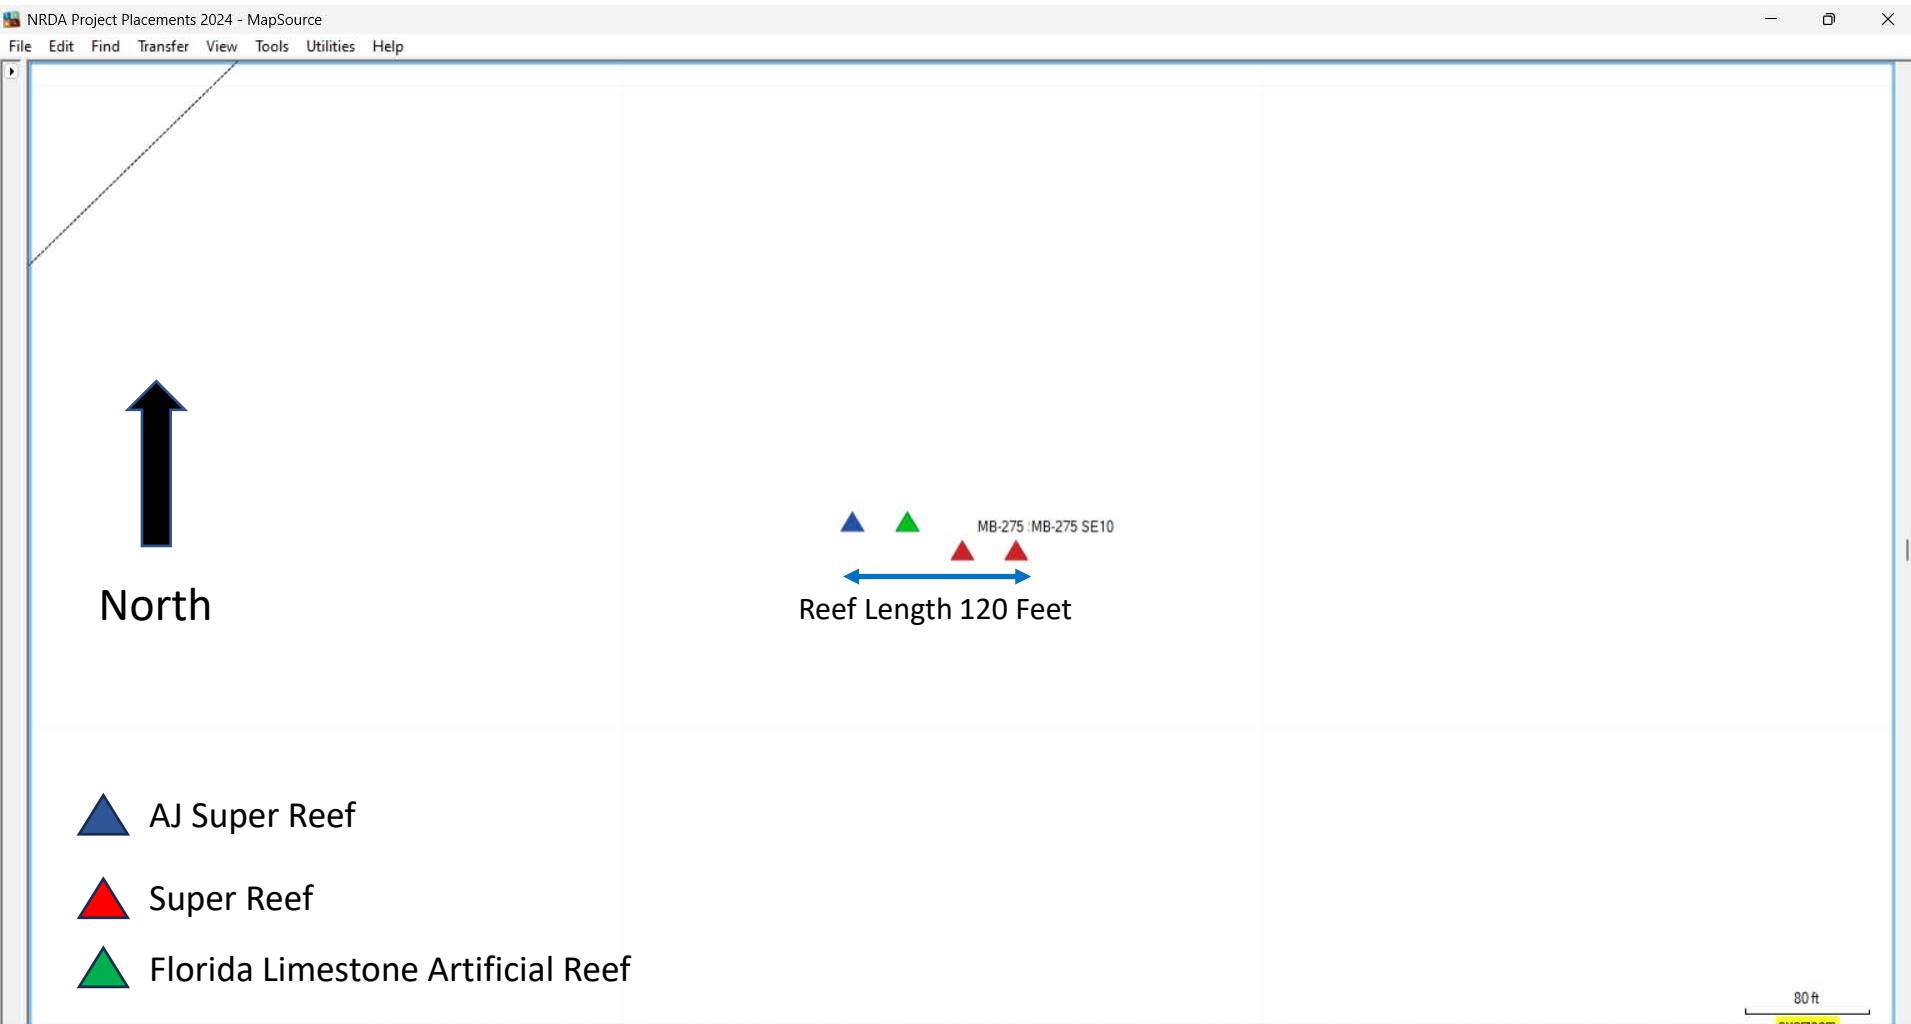 NRDA Project Placements 2024 - MapSource
File Edit Find Transfer View Tools Utilities Help
MB-275 MB-275 SE10
Reef Length 120 Feet
North
AJ Super Reef
Super Reef
Florida Limestone Artificial Reef
80 ft